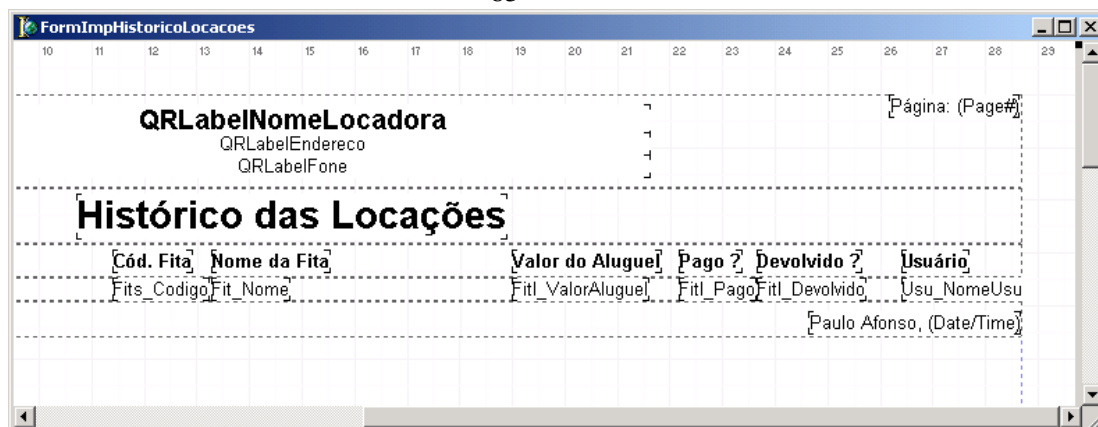 FormImpHistoricoLocacoes
10 11 12 13 14 15 16 17 18 19 20 21 22 23 24 25 26 27 28 29
Página: (Page#)
QRLabelNomeLocadora
QRLabelEndereco
QRLabelFone
Histórico das Locações
Cód. Fita Nome da Fita Valor do Aluguel Pago ? Devolvido ? Usuário
Fits_Codigo Fit_Nome Fitl_ValorAluguel Fitl_Pago Fitl_Devolvido Usu_NomeUsu
Paulo Afonso, (Date/Time)